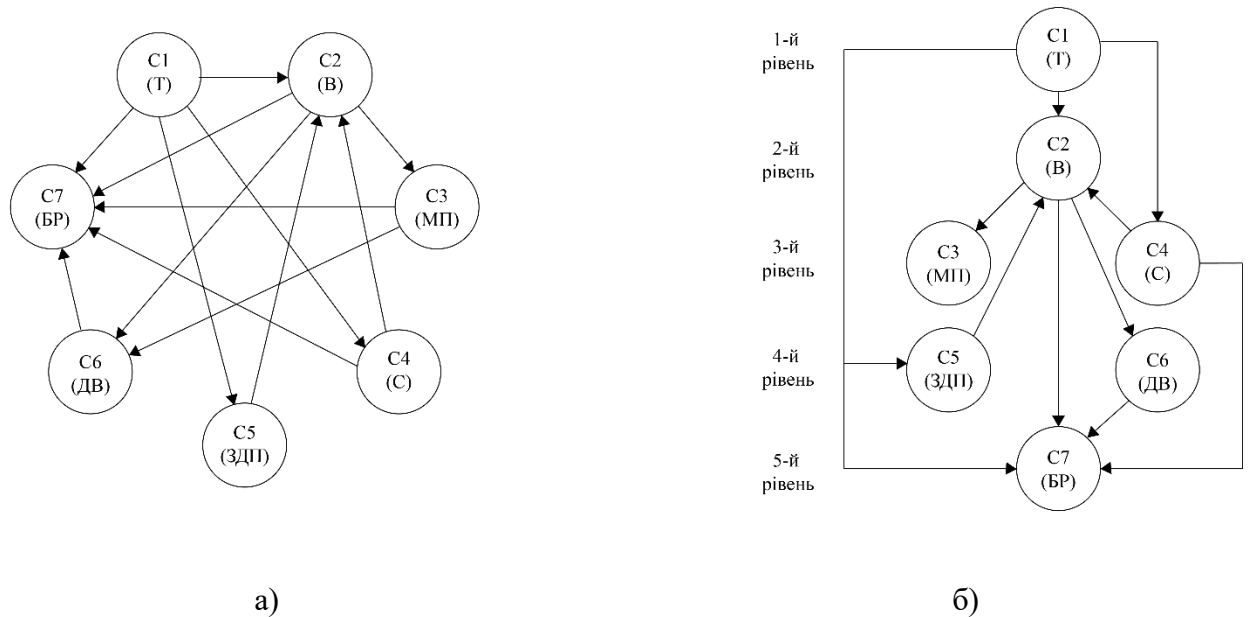 C1
(Т)
C2
(В)
C7
(БР)
C3
(МП)
C6
(ДВ)
C4
(С)
C5
(ЗДП)
а)
1-й
рівень
C1
(Т)
2-й
рівень
C2
(В)
3-й
рівень
C3
(МП)
C4
(С)
4-й
рівень
C5
(ЗДП)
C6
(ДВ)
5-й
рівень
C7
(БР)
б)